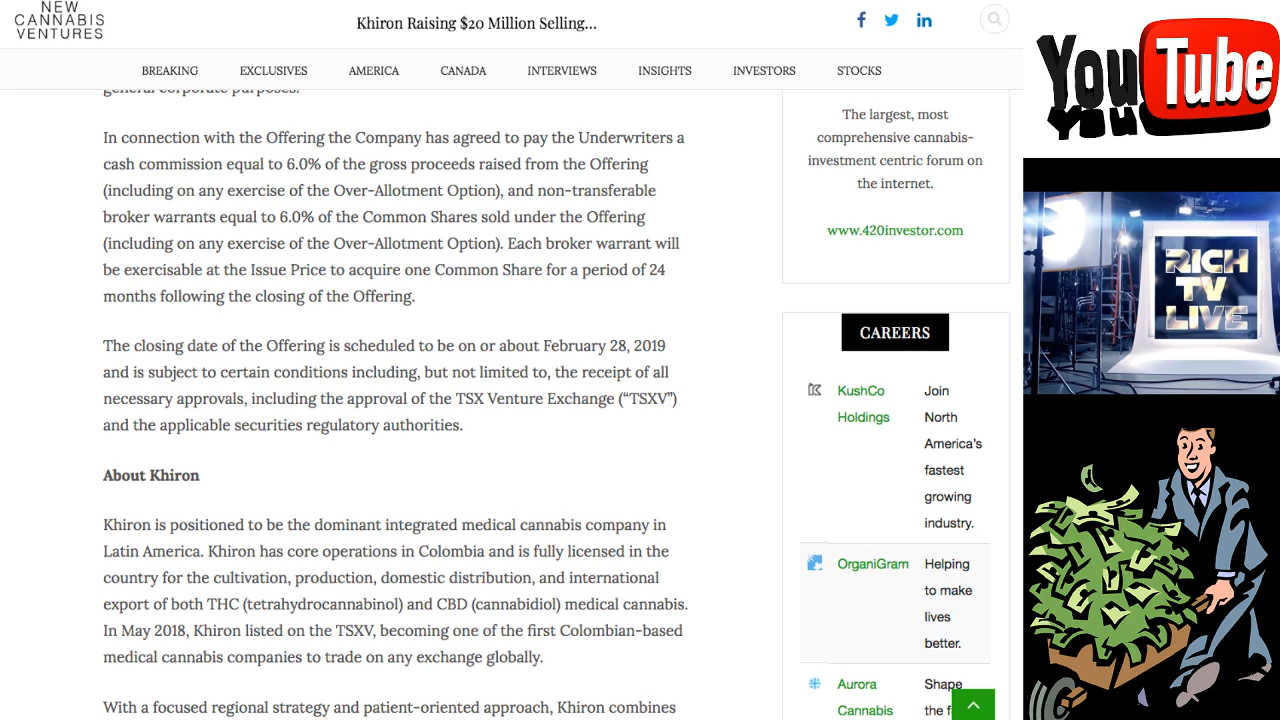 NEW
CANNABIS
VENTURES
Khiron Raising $20 Million Selling...
BREAKING EXCLUSIVES AMERICA CANADA INTERVIEWS INSIGHTS INVESTORS STOCKS
general corporate purposes.
In connection with the Offering the Company has agreed to pay the Underwriters a
cash commission equal to 6.0% of the gross proceeds raised from the Offering
(including on any exercise of the Over-Allotment Option), and non-transferable
broker warrants equal to 6.0% of the Common Shares sold under the Offering
(including on any exercise of the Over-Allotment Option). Each broker warrant will
be exercisable at the Issue Price to acquire one Common Share for a period of 24
months following the closing of the Offering.
The closing date of the Offering is scheduled to be on or about February 28, 2019
and is subject to certain conditions including, but not limited to, the receipt of all
necessary approvals, including the approval of the TSX Venture Exchange (“TSXV”)
and the applicable securities regulatory authorities.
About Khiron
Khiron is positioned to be the dominant integrated medical cannabis company in
Latin America. Khiron has core operations in Colombia and is fully licensed in the
country for the cultivation, production, domestic distribution, and international
export of both THC (tetrahydrocannabinol) and CBD (cannabidiol) medical cannabis.
In May 2018, Khiron listed on the TSXV, becoming one of the first Colombian-based
medical cannabis companies to trade on any exchange globally.
With a focused regional strategy and patient-oriented approach, Khiron combines
The largest, most
comprehensive cannabis-
investment centric forum on
the internet.
www.420investor.com
CAREERS
KushCo Join
Holdings North
America's
fastest
growing
industry.
OrganiGram Helping
to make
lives
better.
Aurora Shape
Cannabis the f
You Tube
RICH
TV
LIVE